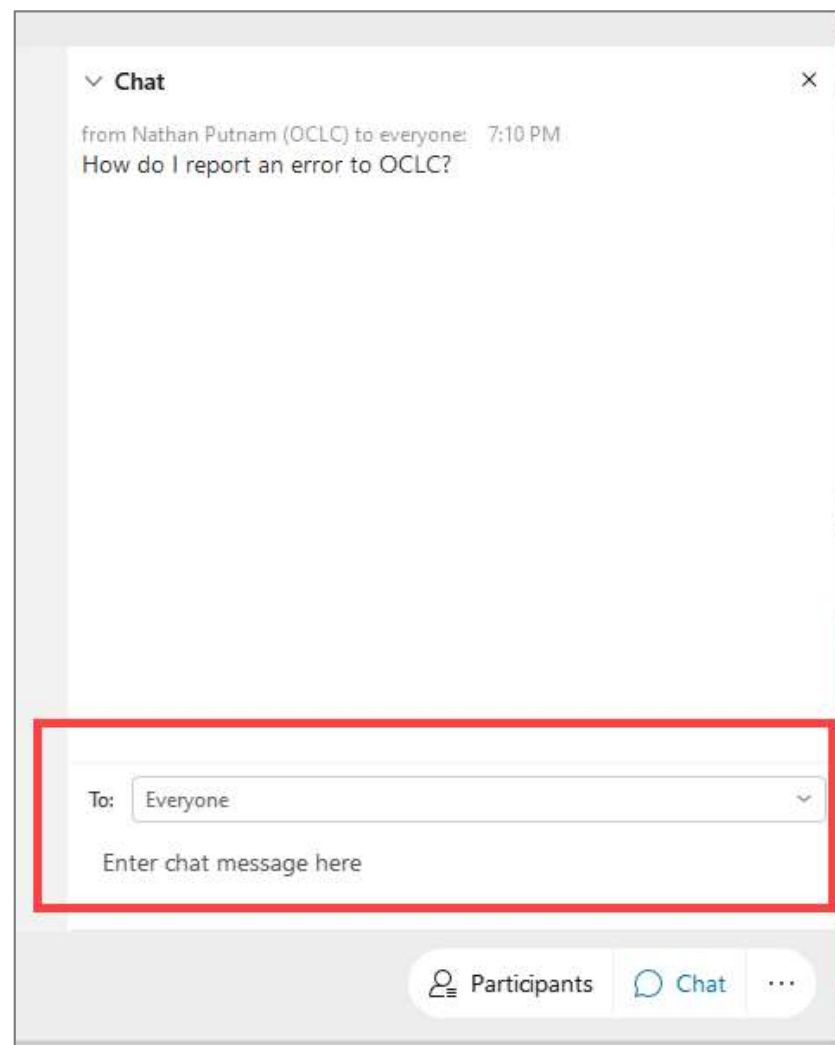 Chat
from Nathan Putnam (OCLC) to everyone: 7:10 PM
How do I report an error to OCLC?
To: Everyone
Enter chat message here
Participants Chat ...